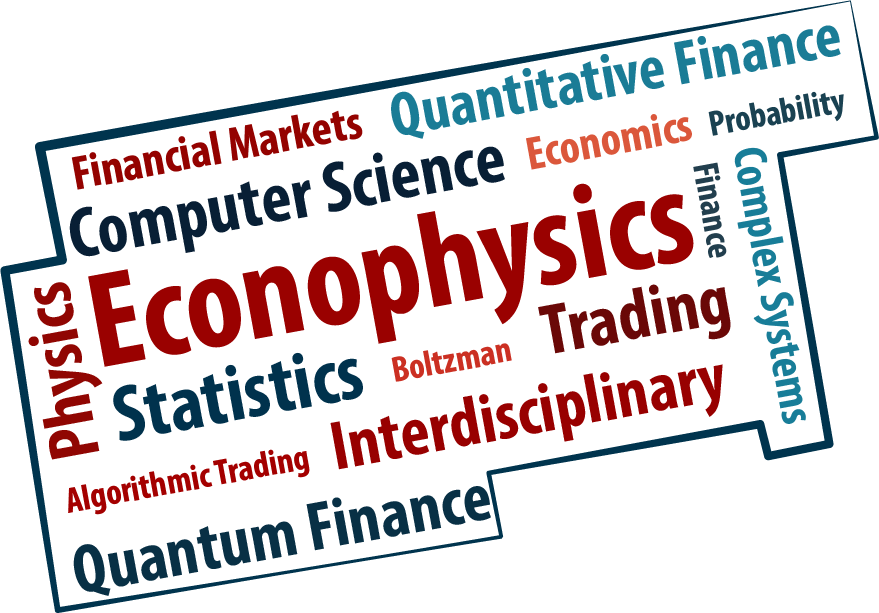 Financial Markets
Quantitative Finance
Computer Science
Economics
Probability
Econophysics
Finance
Complex Systems
Physics
Statistics
Boltzman
Trading
Algorithmic Trading
Interdisciplinary
Quantum Finance